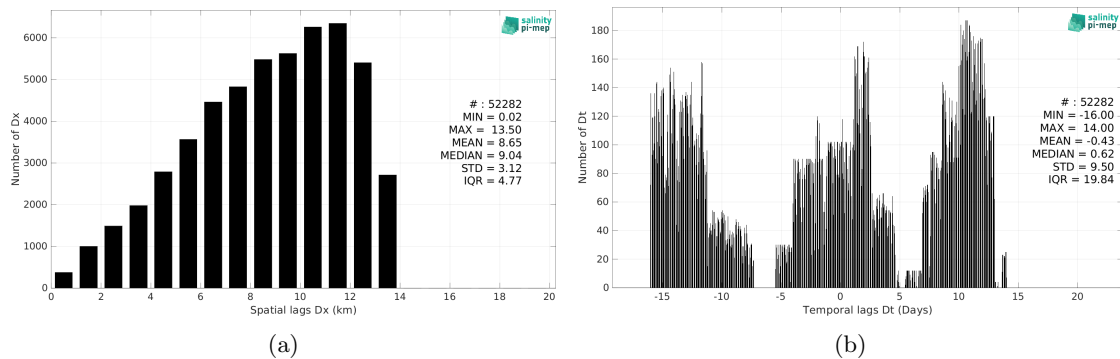 salinity
pi-mep
6000
5000
4000
3000
2000
1000
0
Number of Dx
# : 52282
MIN = 0.02
MAX = 13.50
MEAN = 8.65
MEDIAN = 9.04
STD = 3.12
IQR = 4.77
0 2 4 6 8 10 12 14 16 18 20
Spatial lags Dx (km)
(a)
salinity
pi-mep
180
160
140
120
100
80
60
40
20
0
Number of Dt
# : 52282
MIN = -16.00
MAX = 14.00
MEAN = -0.43
MEDIAN = 0.62
STD = 9.50
IQR = 19.84
-15 -10 -5 0 5 10 15 20
Temporal lags Dt (Days)
(b)